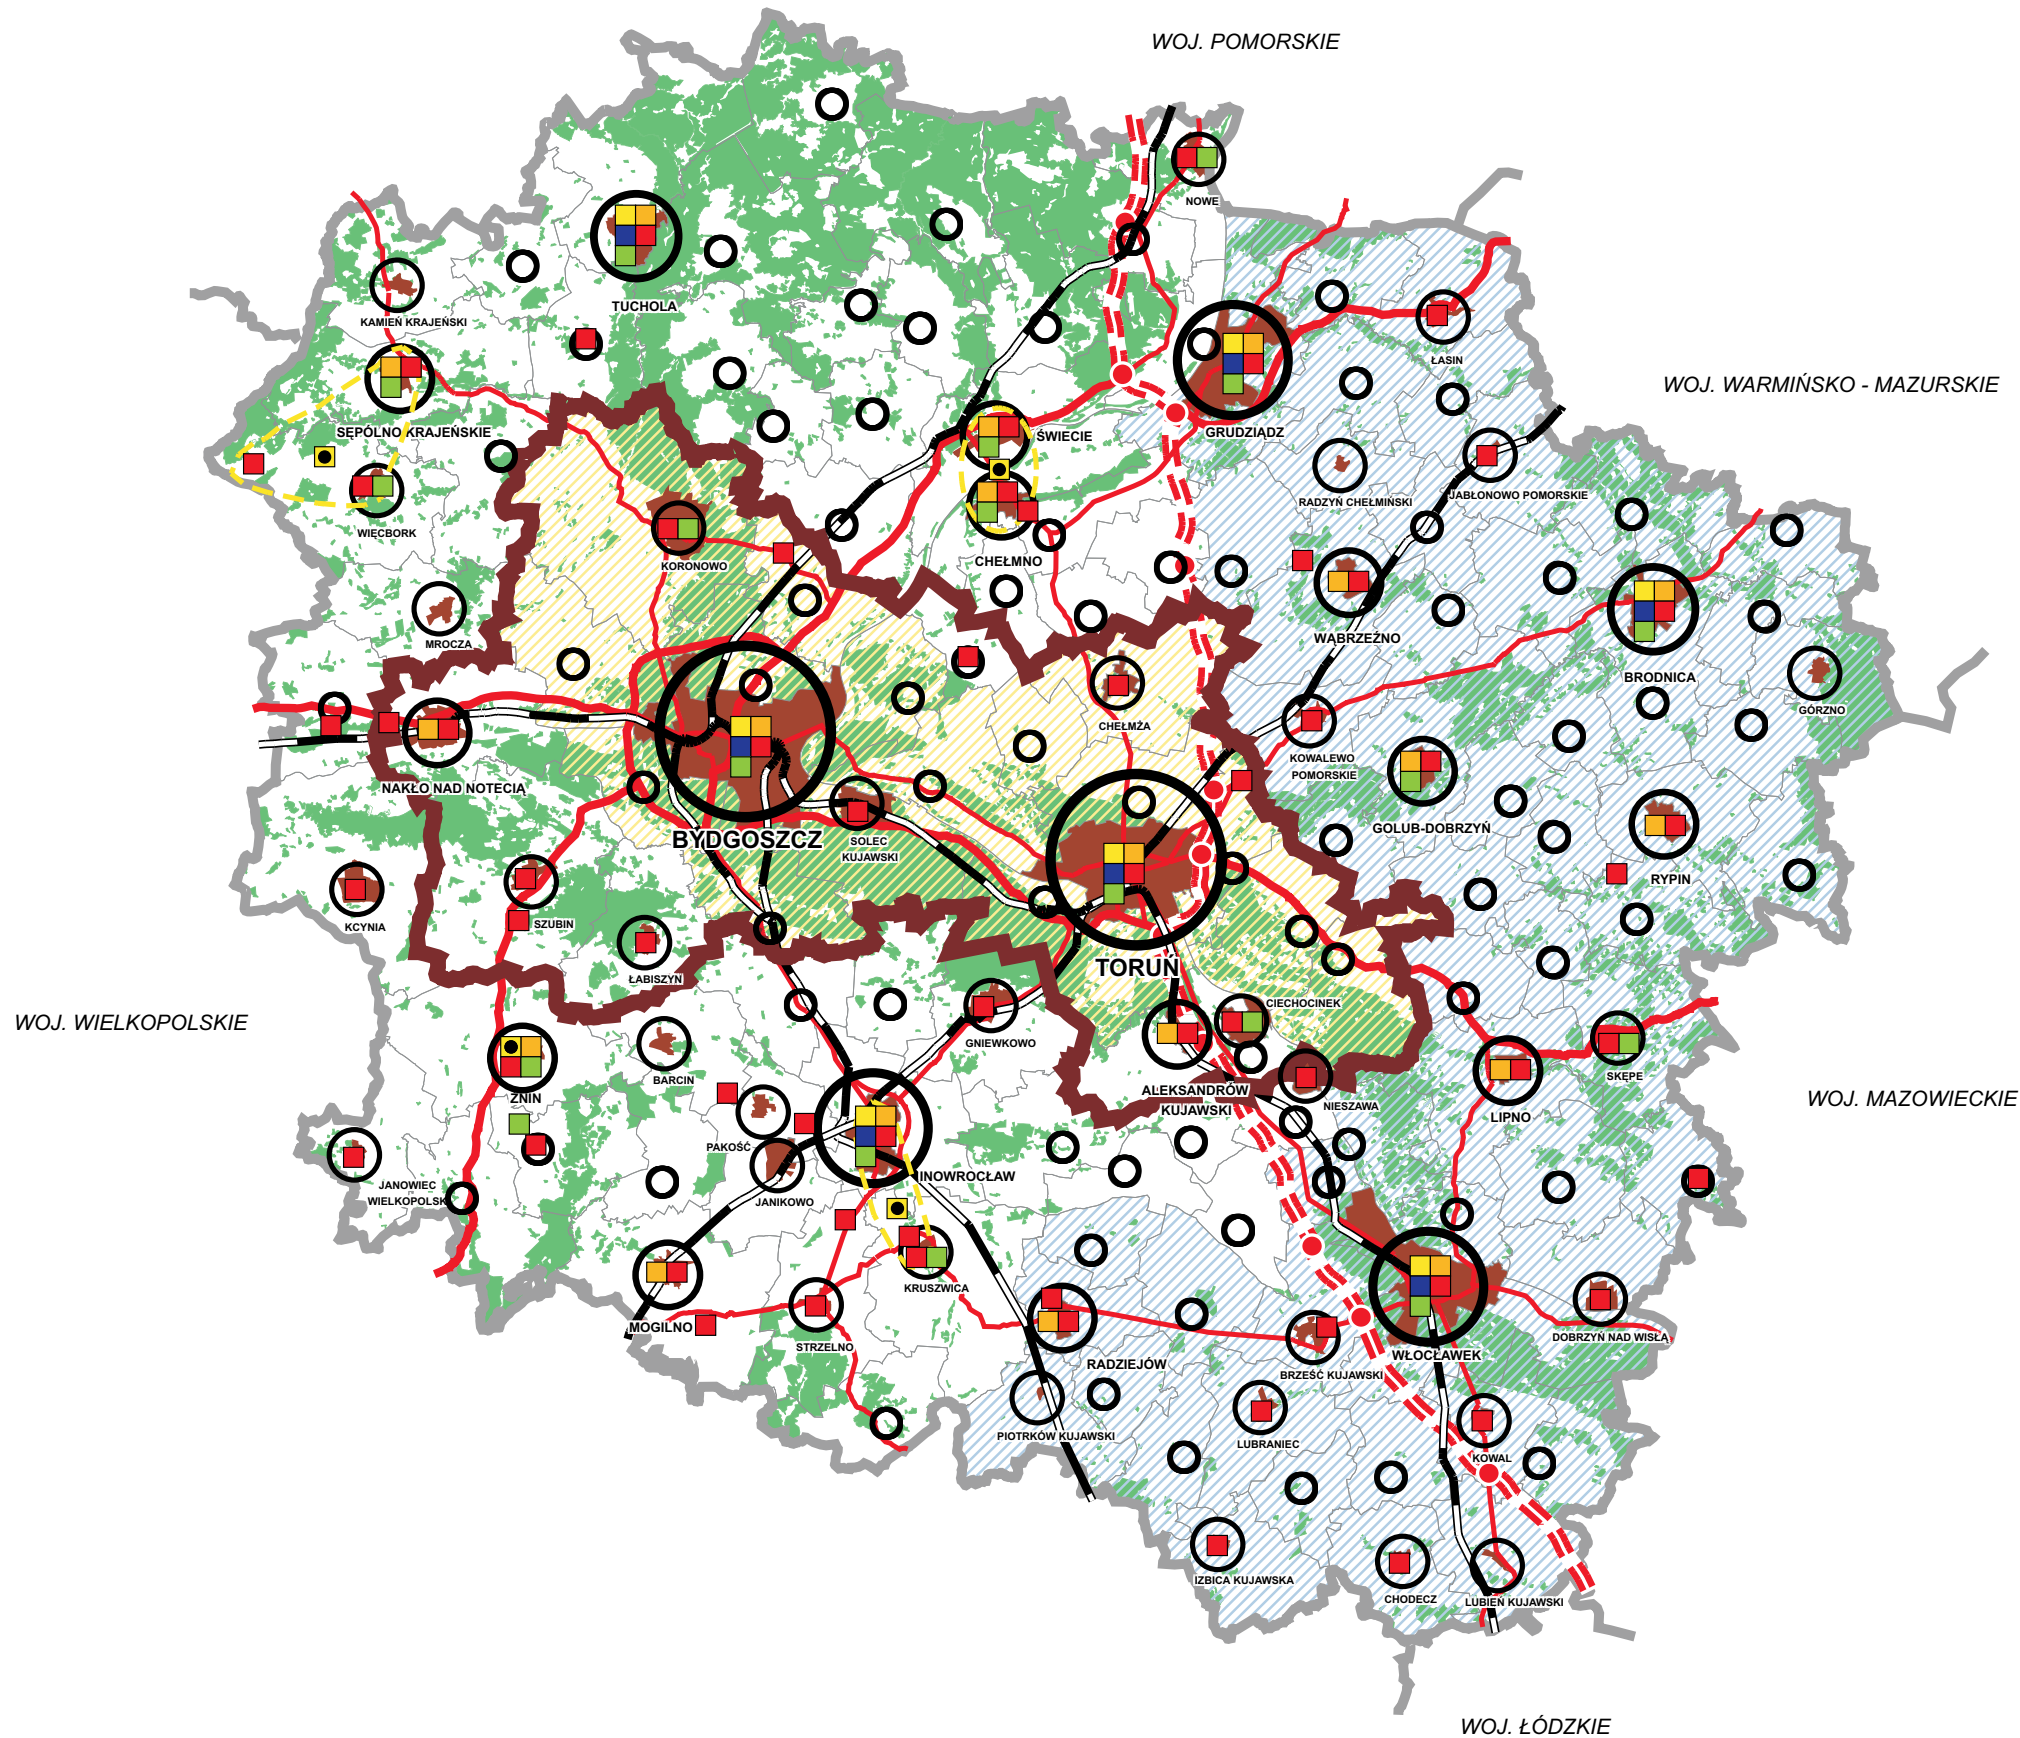 WOJ. POMORSKIE
NOWE
TUCHOLA
KAMIEŃ KRAJEŃSKI
ŁASIN
WOJ. WARMIŃSKO - MAZURSKIE
SĘPÓLNO KRAJEŃSKIE
ŚWIECIE
GRUDZIĄDZ
RADZYŃ CHEŁMIŃSKI
JABŁONOWO POMORSKIE
WIĘCBORK
KORONOWO
CHEŁMNO
MROCZA
WĄBRZEŹNO
BRODNICA
GÓRZNO
CHEŁMŻA
KOWALEWO
POMORSKIE
NAKŁO NAD NOTECIĄ
BYDGOSZCZ
SOLEC
KUJAWSKI
GOLUB-DOBRZYŃ
RYPIN
KCYNIA
SZUBIN
ŁABISZYN
TORUŃ
CIECHOCINEK
WOJ. WIELKOPOLSKIE
GNIEWKOWO
BARCIN
ŻNIN
ALEKSANDRÓW
KUJAWSKI
NIESZAWA
LIPNO
SKĘPE
WOJ. MAZOWIECKIE
PAKOŚĆ
JANOWIEC
WIELKOPOLSKI
JANIKOWO
INOWROCŁAW
KRUSZWICA
MOGILNO
STRZELNO
RADZIEJÓW
BRZEŚĆ KUJAWSKI
WŁOCŁAWEK
DOBRZYŃ NAD WISŁĄ
PIOTRKÓW KUJAWSKI
LUBRANIEC
KOWAL
IZBICA KUJAWSKA
CHODECZ
LUBIEŃ KUJAWSKI
WOJ. ŁÓDZKIE